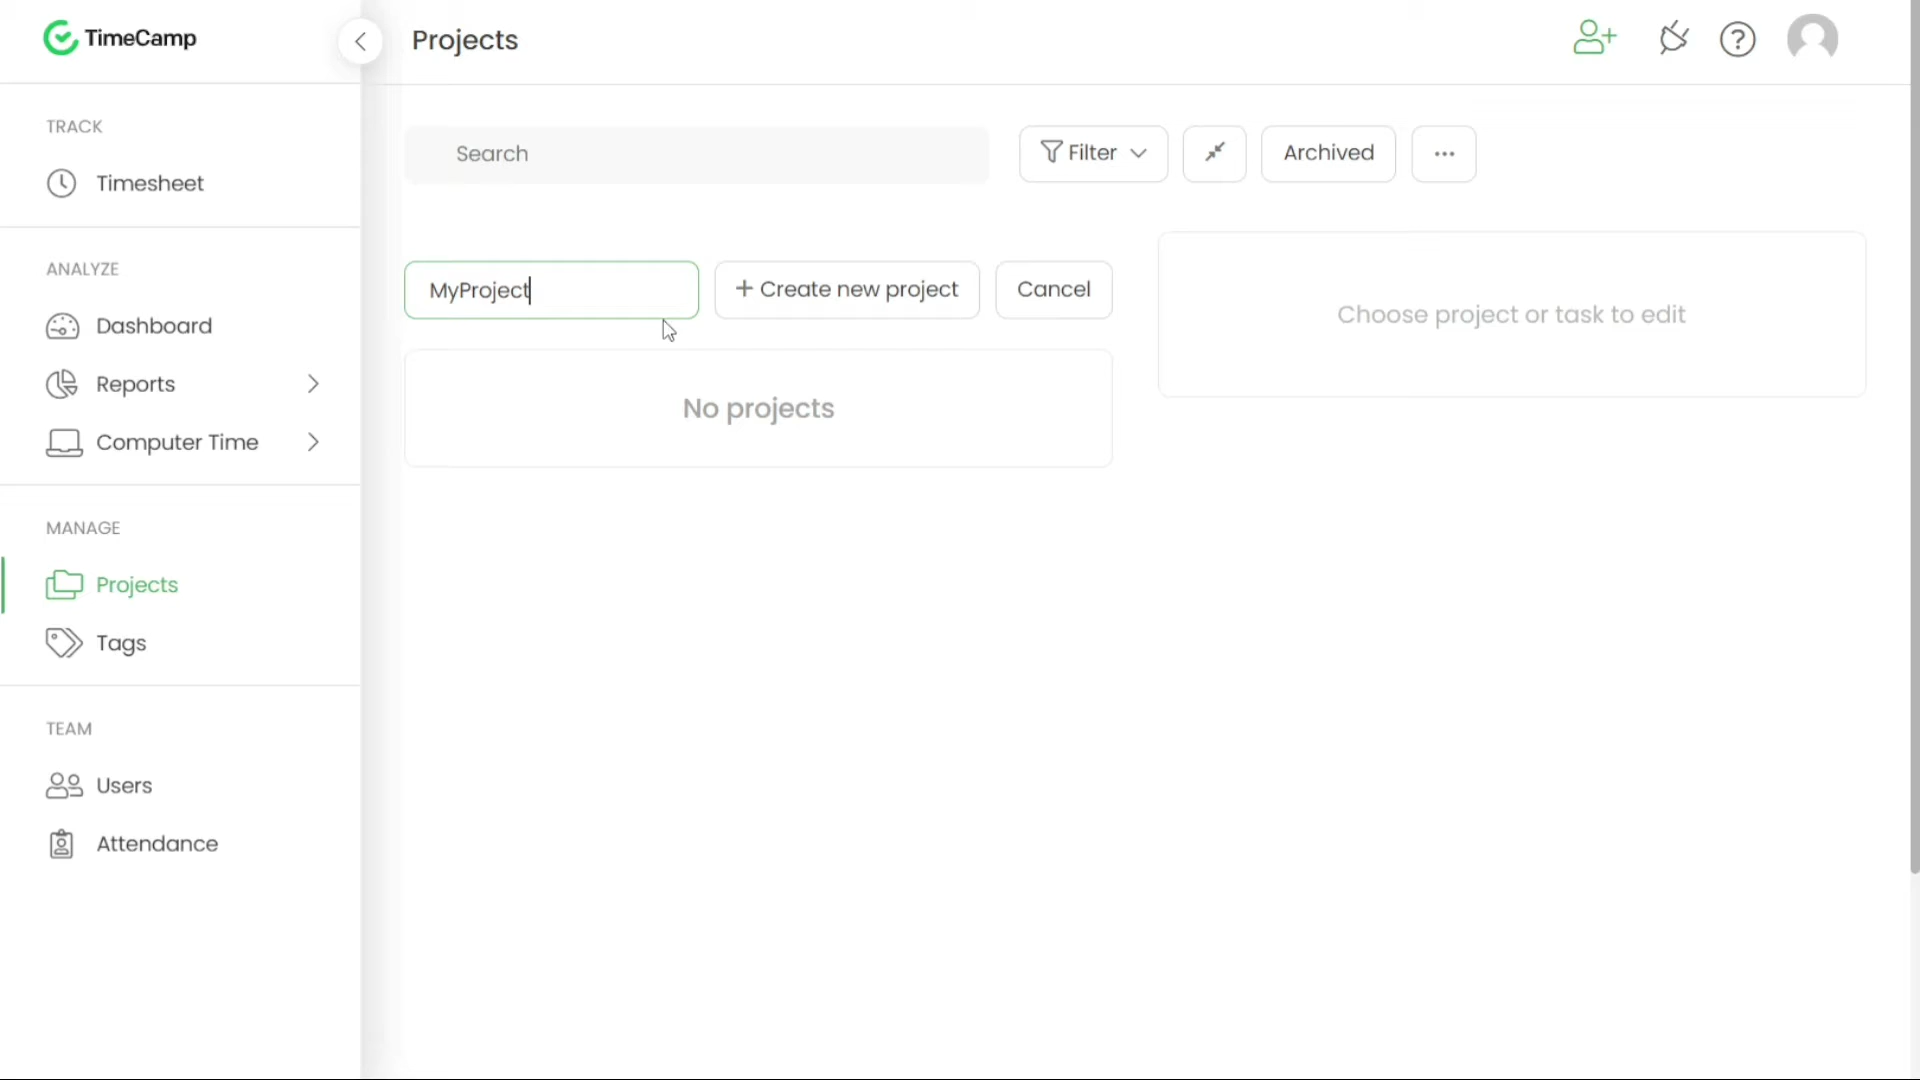 TimeCamp
Projects
TRACK
Timesheet
ANALYZE
Dashboard
Reports
Computer Time
MANAGE
Projects
Tags
TEAM
Users
Attendance
Search
Filter
Archived
...
MyProject
+ Create new project
Cancel
No projects
Choose project or task to edit